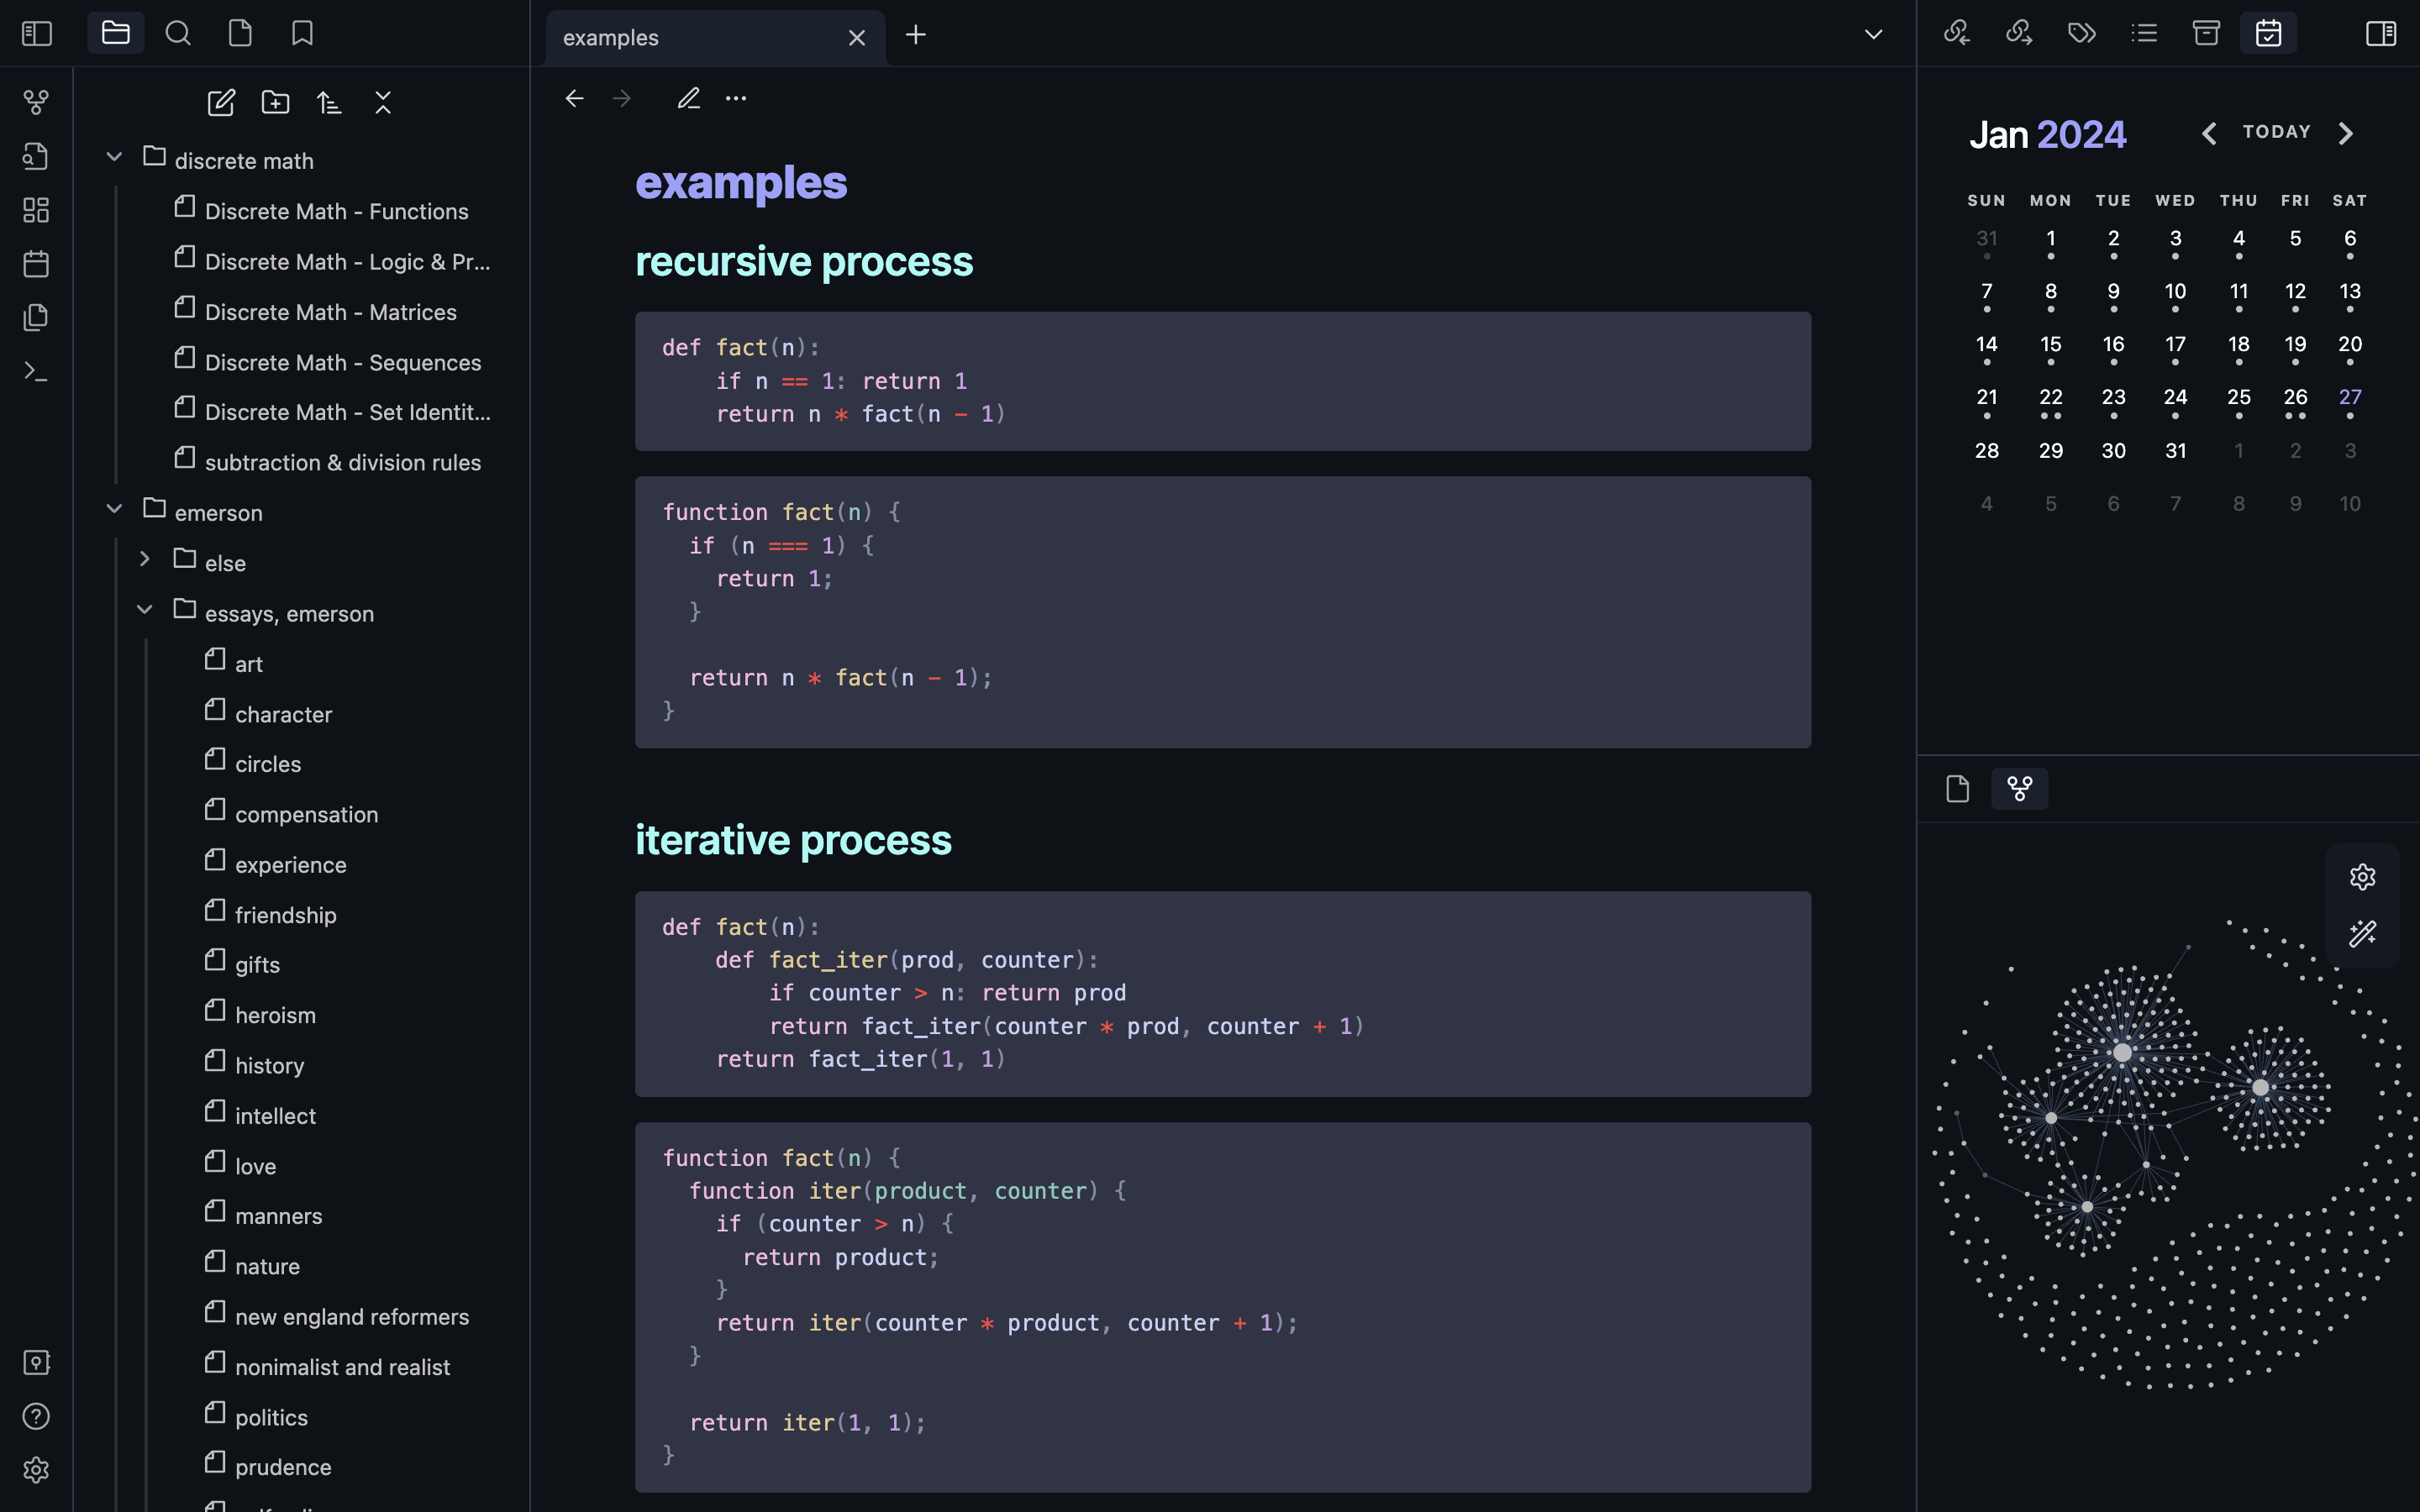 examples
discrete math
Discrete Math - Functions
Discrete Math - Logic & Pr...
Discrete Math - Matrices
Discrete Math - Sequences
Discrete Math - Set Identit...
subtraction & division rules
emerson
else
essays, emerson
art
character
circles
compensation
experience
friendship
gifts
heroism
history
intellect
love
manners
nature
new england reformers
nonimalist and realist
politics
prudence
examples
recursive process
def fact(n):
    if n == 1: return 1
    return n * fact(n - 1)
function fact(n) {
  if (n === 1) {
    return 1;
  }
  return n * fact(n - 1);
}
iterative process
def fact(n):
    def fact_iter(prod, counter):
        if counter > n: return prod
        return fact_iter(counter * prod, counter + 1)
    return fact_iter(1, 1)
function fact(n) {
  function iter(product, counter) {
    if (counter > n) {
      return product;
    }
    return iter(counter * product, counter + 1);
  }
  return iter(1, 1);
}
Jan 2024
TODAY
SUN MON TUE WED THU FRI SAT
31 1 2 3 4 5 6
7 8 9 10 11 12 13
14 15 16 17 18 19 20
21 22 23 24 25 26 27
28 29 30 31 1 2 3
4 5 6 7 8 9 10